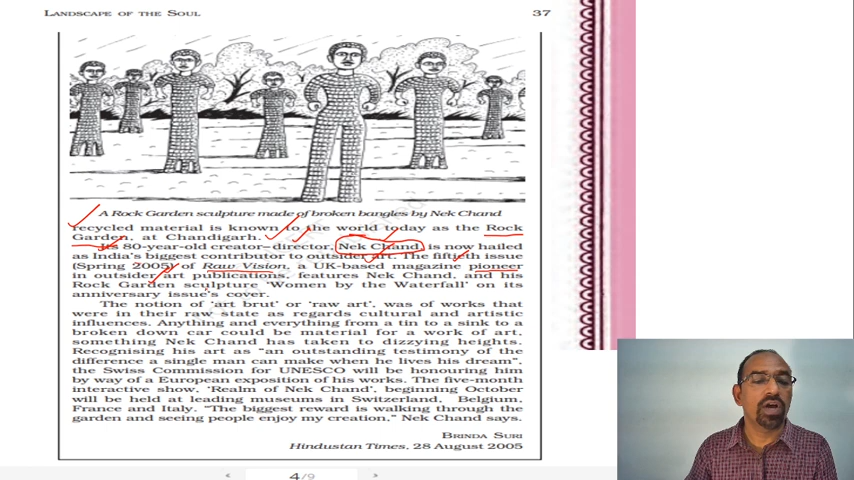 LANDSCAPE OF THE SOUL 37
A Rock Garden sculpture made of broken bangles by Nek Chand
recycled material is known to the world today as the Rock
Garden, at Chandigarh.
Its 80-year-old creator–director, Nek Chand, is now hailed
as India's biggest contributor to outsider art. The fiftieth issue
(Spring 2005) of Raw Vision, a UK-based magazine pioneer
in outsider art publications, features Nek Chand, and his
Rock Garden sculpture 'Women by the Waterfall' on its
anniversary issue's cover.
The notion of 'art brut' or 'raw art', was of works that
were in their raw state as regards cultural and artistic
influences. Anything and everything from a tin to a sink to a
broken down car could be material for a work of art,
something Nek Chand has taken to dizzying heights.
Recognising his art as "an outstanding testimony of the
difference a single man can make when he lives his dream",
the Swiss Commission for UNESCO will be honouring him
by way of a European exposition of his works. The five-month
interactive show, 'Realm of Nek Chand', beginning October
will be held at leading museums in Switzerland, Belgium,
France and Italy. "The biggest reward is walking through the
garden and seeing people enjoy my creation," Nek Chand says.
BRINDA SURI
Hindustan Times, 28 August 2005
4/9